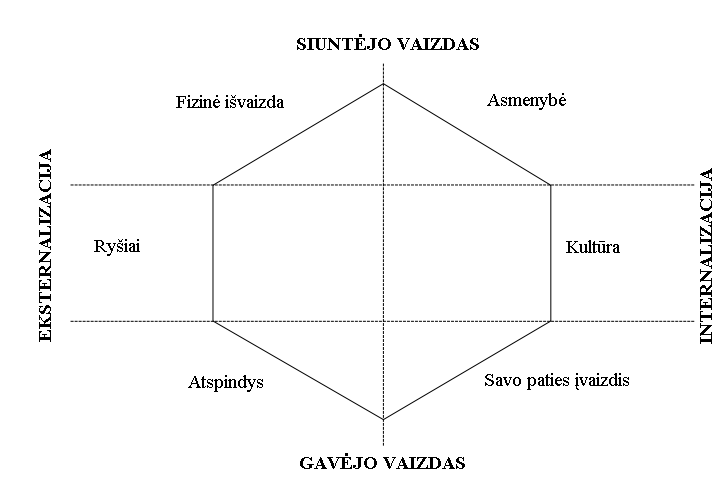 SIUNTĖJO VAIZDAS
Fizinė išvaizda
Asmenybė
EKSTERNALIZACIJA
INTERNALIZACIJA
Ryšiai
Kultūra
Atspindys
Savo paties įvaizdis
GAVĖJO VAIZDAS